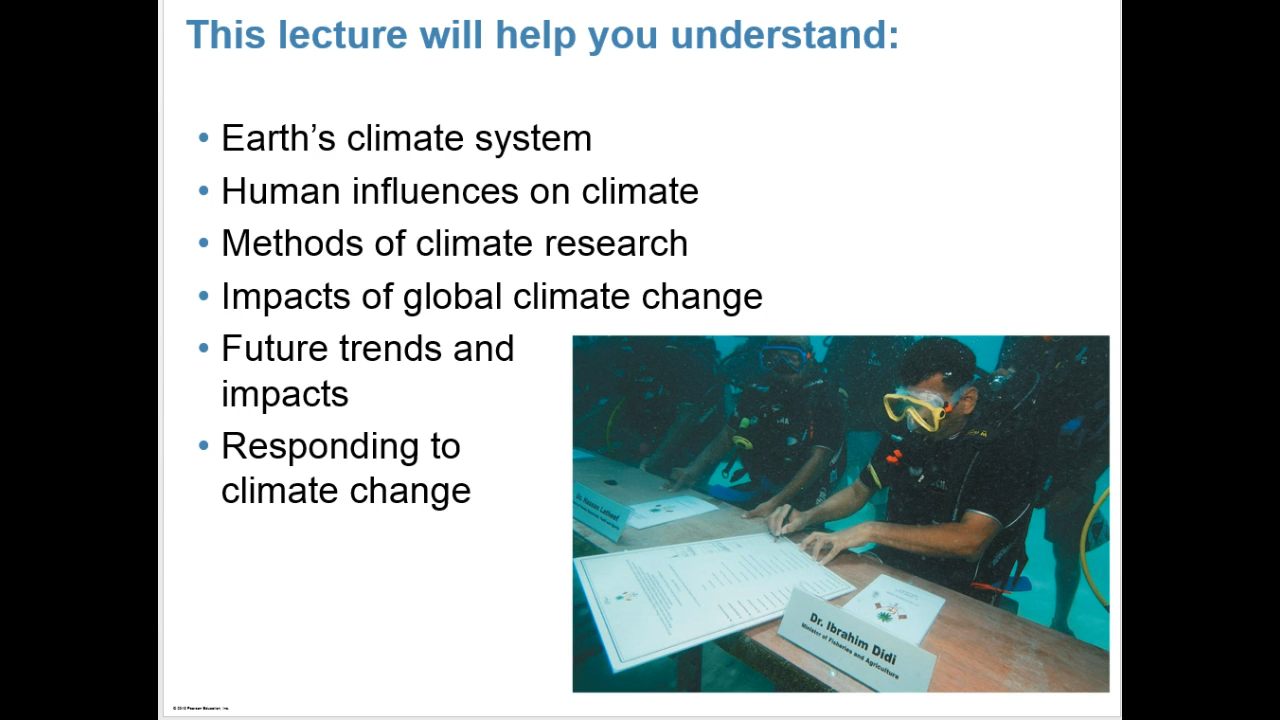 This lecture will help you understand:
• Earth's climate system
• Human influences on climate
• Methods of climate research
• Impacts of global climate change
• Future trends and
impacts
• Responding to
climate change
Dr. Ibrahim Didi
Minister of Fisheries and Agriculture